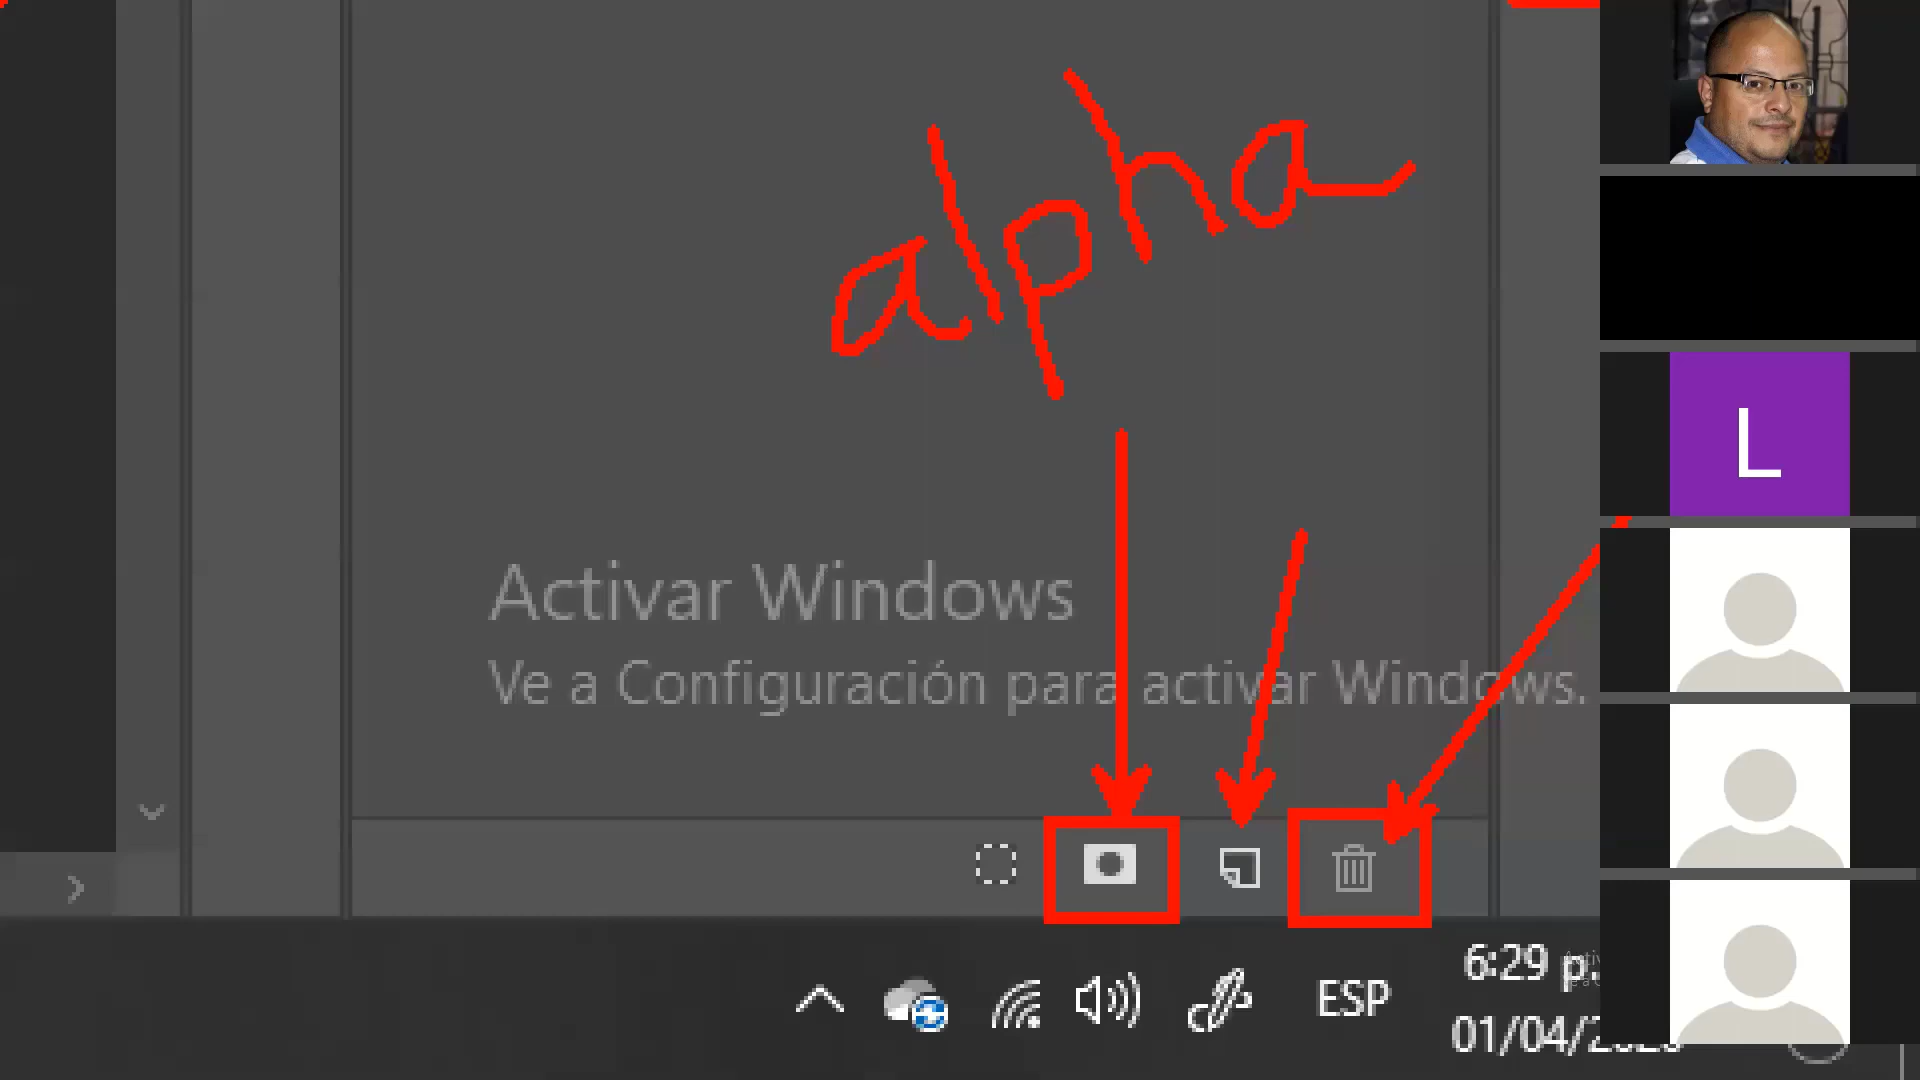 alpha
L
Activar Windows
Ve a Configuración para activar Windows.
ESP
6:29 p.
01/04/